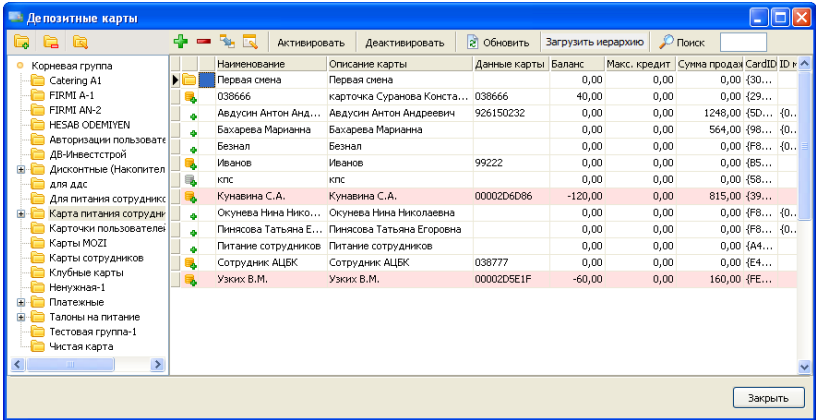 Депозитные карты
Активировать Деактивировать Обновить Загрузить иерархию Поиск
Корневая группа
Catering A1
FIRMI A-1
FIRMI AN-2
HESAB ODEMIYEN
Авторизации пользовате
ДВ-Инвестстрой
Дисконтные (Накопител
для ддс
Для питания сотруднико
Карта питания сотрудни
Карточки пользователей
Карты MOZI
Карты сотрудников
Клубные карты
Ненужная-1
Платежные
Талоны на питание
Тестовая группа-1
Чистая карта
Наименование Описание карты Данные карты Баланс Макс. кредит Сумма продаж CardID ID к
Первая смена Первая смена 0,00 0,00 0,00 {30...
038666 карточка Суранова Конста... 038666 40,00 0,00 0,00 {29...
Авдусин Антон Анд... Авдусин Антон Андреевич 926150232 0,00 0,00 1248,00 {5D... {0...
Бахарева Марианна Бахарева Марианна 0,00 0,00 564,00 {98... {0...
Безнал Безнал 0,00 0,00 0,00 {F8... {0...
Иванов Иванов 99222 0,00 0,00 0,00 {B5...
кпс кпс 0,00 0,00 0,00 {58...
Кунавина С.А. Кунавина С.А. 00002D6D86 -120,00 0,00 815,00 {39...
Окунева Нина Нико... Окунева Нина Николаевна 0,00 0,00 0,00 {F8... {0...
Пинясова Татьяна Е... Пинясова Татьяна Егоровна 0,00 0,00 0,00 {F8... {0...
Питание сотрудников Питание сотрудников 0,00 0,00 0,00 {A4...
Сотрудник АЦБК Сотрудник АЦБК 038777 0,00 0,00 0,00 {E4...
Узких В.М. Узких В.М. 00002D5E1F -60,00 0,00 160,00 {FE...
Закрыть